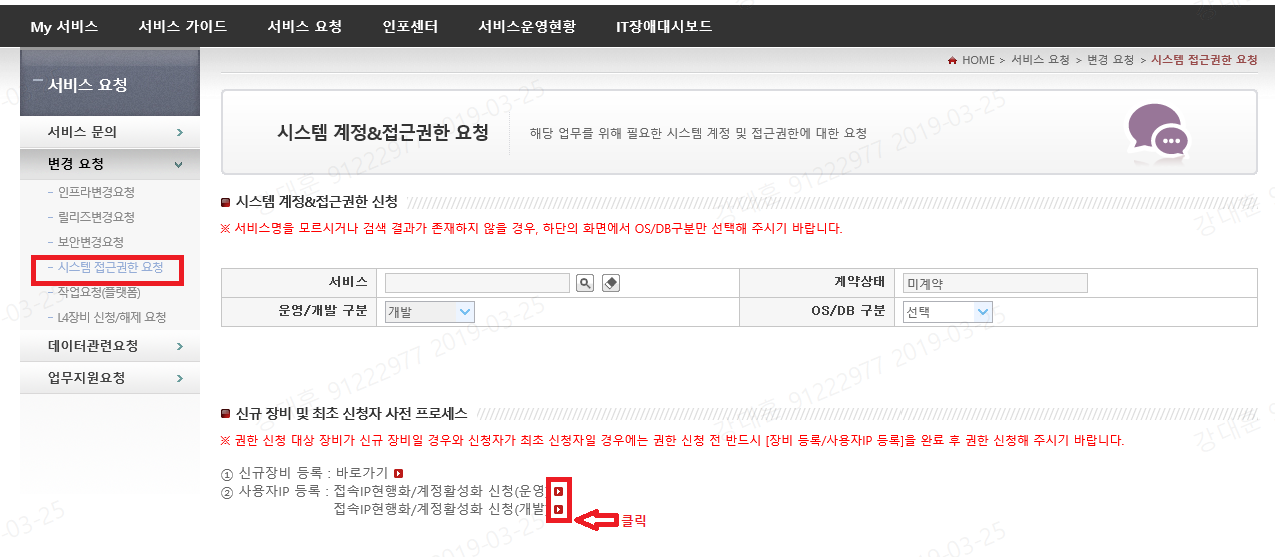 My 서비스 서비스 가이드 서비스 요청 인포센터 서비스운영현황 IT장애대시보드
HOME > 서비스 요청 > 변경 요청 > 시스템 접근권한 요청
서비스 요청
서비스 문의
변경 요청
- 인프라변경요청
- 릴리즈변경요청
- 보안변경요청
- 시스템 접근권한 요청
- 작업요청(플랫폼)
- L4장비 신청/해제 요청
데이터관련요청
업무지원요청
시스템 계정&접근권한 요청 해당 업무를 위해 필요한 시스템 계정 및 접근권한에 대한 요청
시스템 계정&접근권한 신청
※ 서비스명을 모르시거나 검색 결과가 존재하지 않을 경우, 하단의 화면에서 OS/DB구분만 선택해 주시기 바랍니다.
서비스 계약상태 미계약
운영/개발 구분 개발 OS/DB 구분 선택
신규 장비 및 최초 신청자 사전 프로세스
※ 권한 신청 대상 장비가 신규 장비일 경우와 신청자가 최초 신청자일 경우에는 권한 신청 전 반드시 [장비 등록/사용자IP 등록]을 완료 후 권한 신청해 주시기 바랍니다.
① 신규장비 등록 : 바로가기
② 사용자IP 등록 : 접속IP현행화/계정활성화 신청(운영
접속IP현행화/계정활성화 신청(개발
클릭
강대훈 91222977 2019-03-25